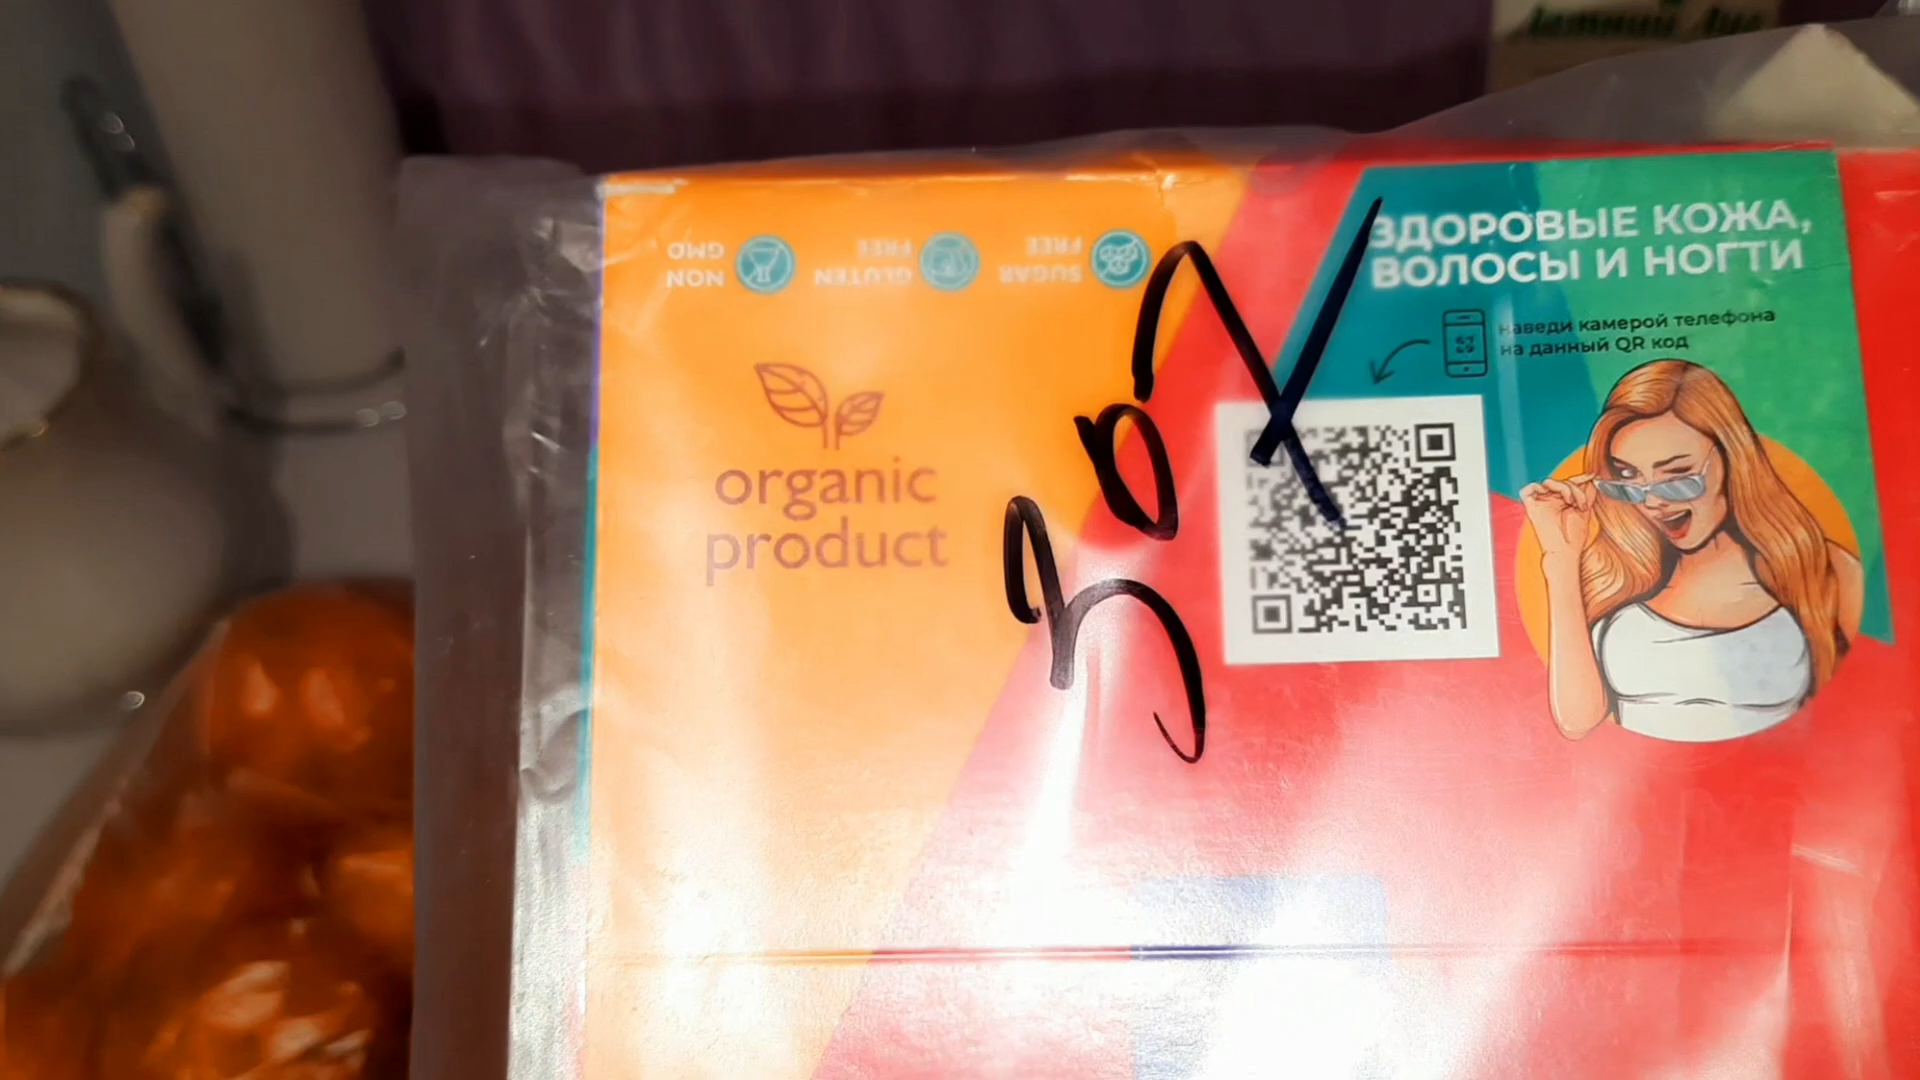 NON
GMO
GLUTEN
FREE
SUGAR
FREE
organic
product
ЗДОРОВЫЕ КОЖА,
ВОЛОСЫ И НОГТИ
наведи камерой телефона
на данный QR код